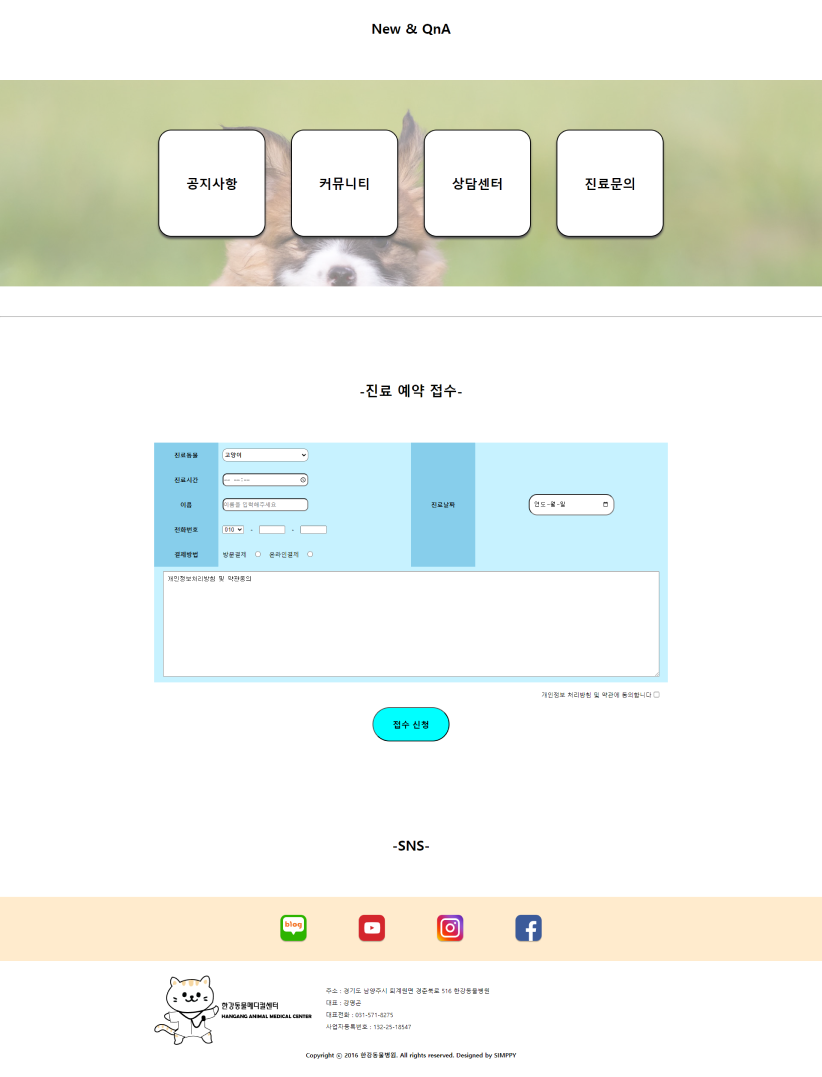 New & QnA
공지사항
커뮤니티
상담센터
진료문의
-진료 예약 접수-
진료동물
고양이
진료시간
-- --:--
이름
이름을 입력해주세요
전화번호
010 - -
결제방법
방문결제 온라인결제
진료날짜
연도-월-일
개인정보처리방침 및 약관동의
개인정보 처리방침 및 약관에 동의합니다
접수 신청
-SNS-
blog
한강동물메디컬센터
HANGANG ANIMAL MEDICAL CENTER
주소 : 경기도 남양주시 퇴계원면 경춘북로 516 한강동물병원
대표 : 강명곤
대표전화 : 031-571-8275
사업자등록번호 : 132-25-18547
Copyright ⓒ 2016 한강동물병원. All rights reserved. Designed by SIMPPY